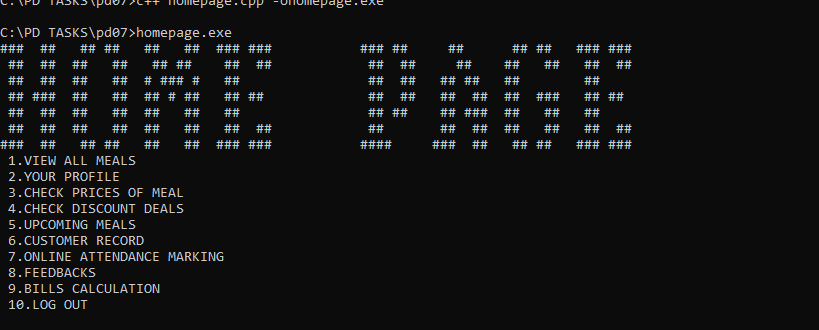 C:\PD TASKS\pd07>c++ homepage.cpp -ohomepage.exe
C:\PD TASKS\pd07>homepage.exe
HOME PAGE
1.VIEW ALL MEALS
2.YOUR PROFILE
3.CHECK PRICES OF MEAL
4.CHECK DISCOUNT DEALS
5.UPCOMING MEALS
6.CUSTOMER RECORD
7.ONLINE ATTENDANCE MARKING
8.FEEDBACKS
9.BILLS CALCULATION
10.LOG OUT